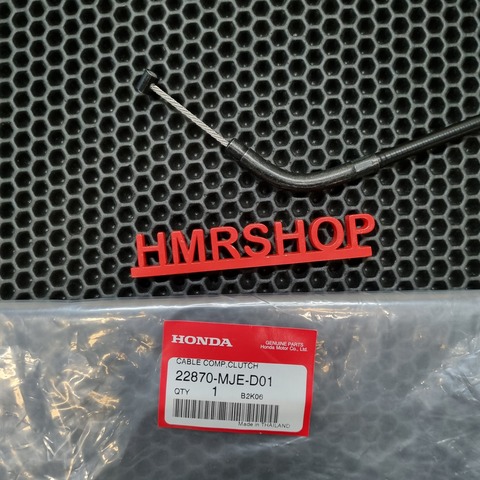 HMRSHOP
HONDA
GENUINE PARTS
Honda Motor Co., Ltd.
CABLE COMP,CLUTCH
22870-MJE-D01
QTY 1 B2K06
Made in THAILAND